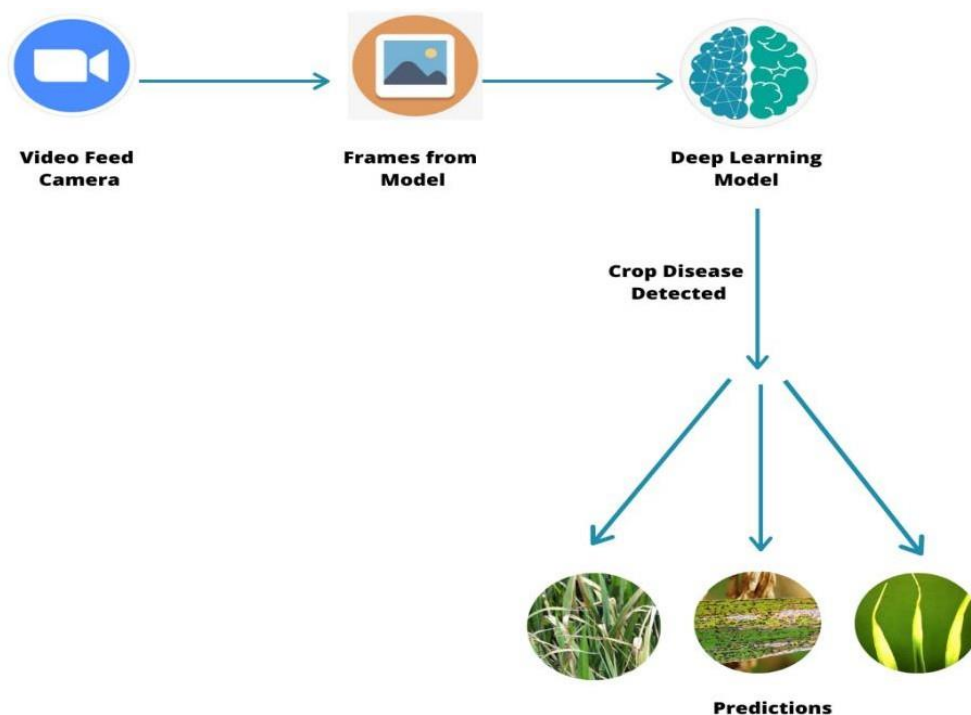 Video Feed
Camera
Frames from
Model
Deep Learning
Model
Crop Disease
Detected
Predictions